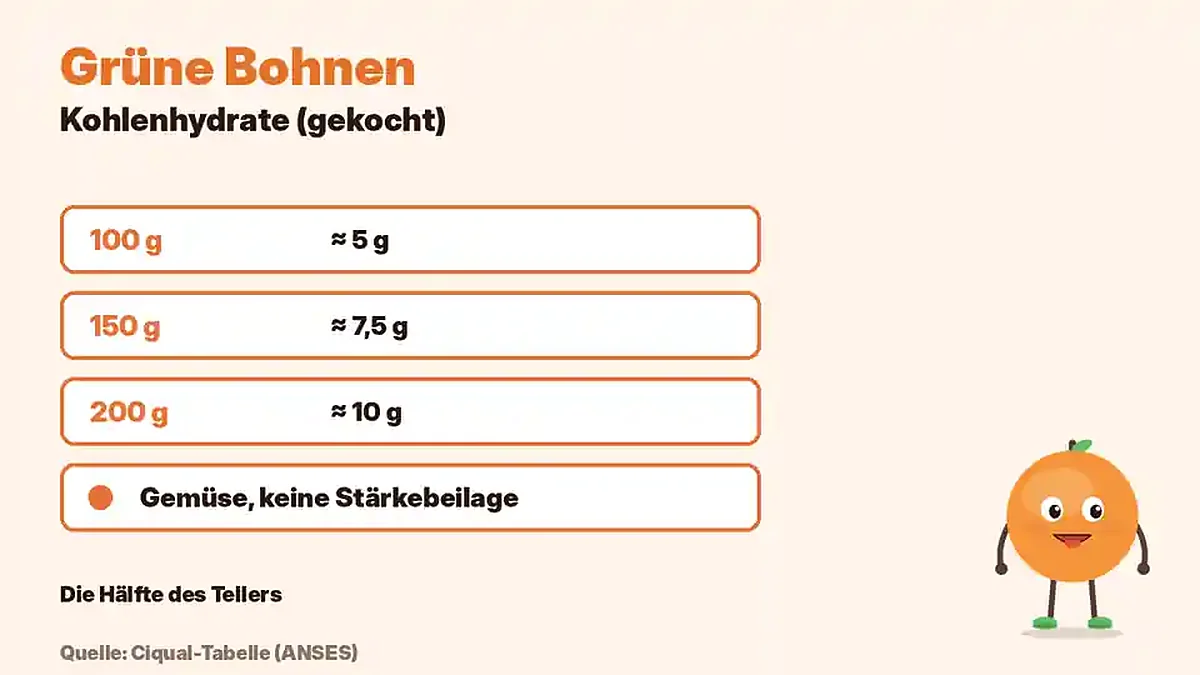 Grüne Bohnen
Kohlenhydrate (gekocht)
100 g ≈ 5 g
150 g ≈ 7,5 g
200 g ≈ 10 g
Gemüse, keine Stärkebeilage
Die Hälfte des Tellers
Quelle: Ciqual-Tabelle (ANSES)